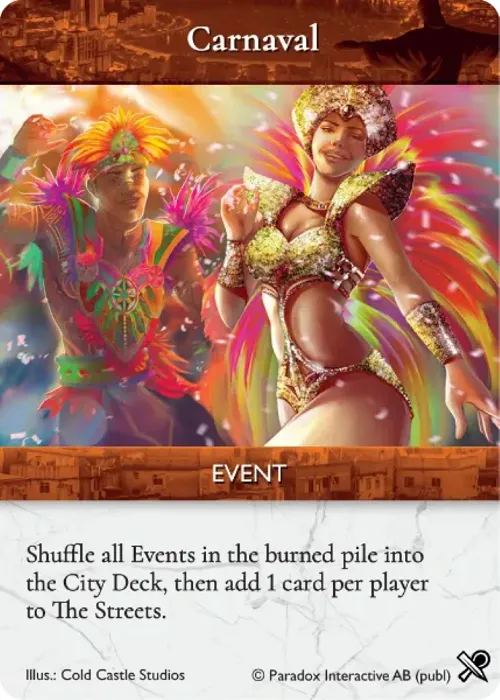 Carnaval
EVENT
Shuffle all Events in the burned pile into
the City Deck, then add 1 card per player
to The Streets.
Illus.: Cold Castle Studios
© Paradox Interactive AB (publ)